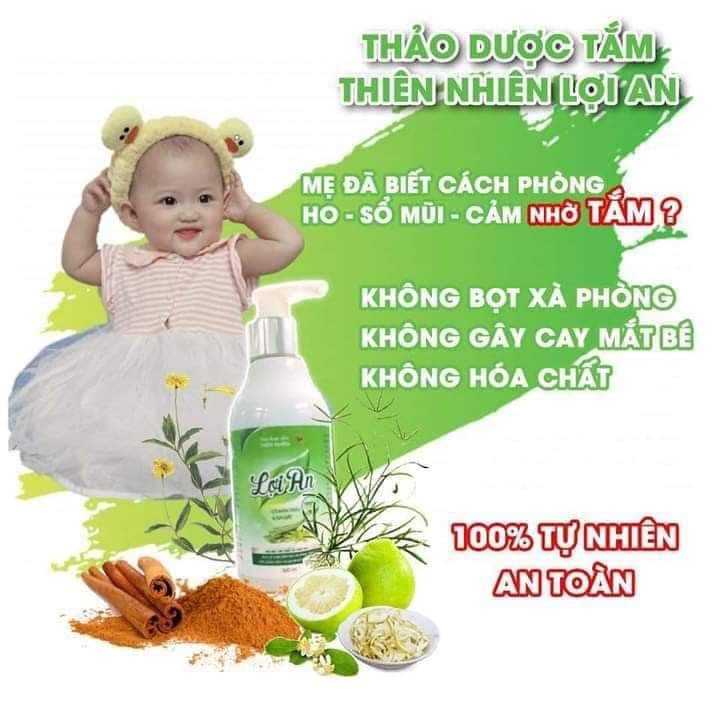 THẢO DƯỢC TẮM
THIÊN NHIÊN LỢI AN
MẸ ĐÃ BIẾT CÁCH PHÒNG
HO - SỔ MŨI - CẢM NHỜ TẮM ?
KHÔNG BỌT XÀ PHÒNG
KHÔNG GÂY CAY MẮT BÉ
KHÔNG HÓA CHẤT
Lợi An
100% TỰ NHIÊN
AN TOÀN